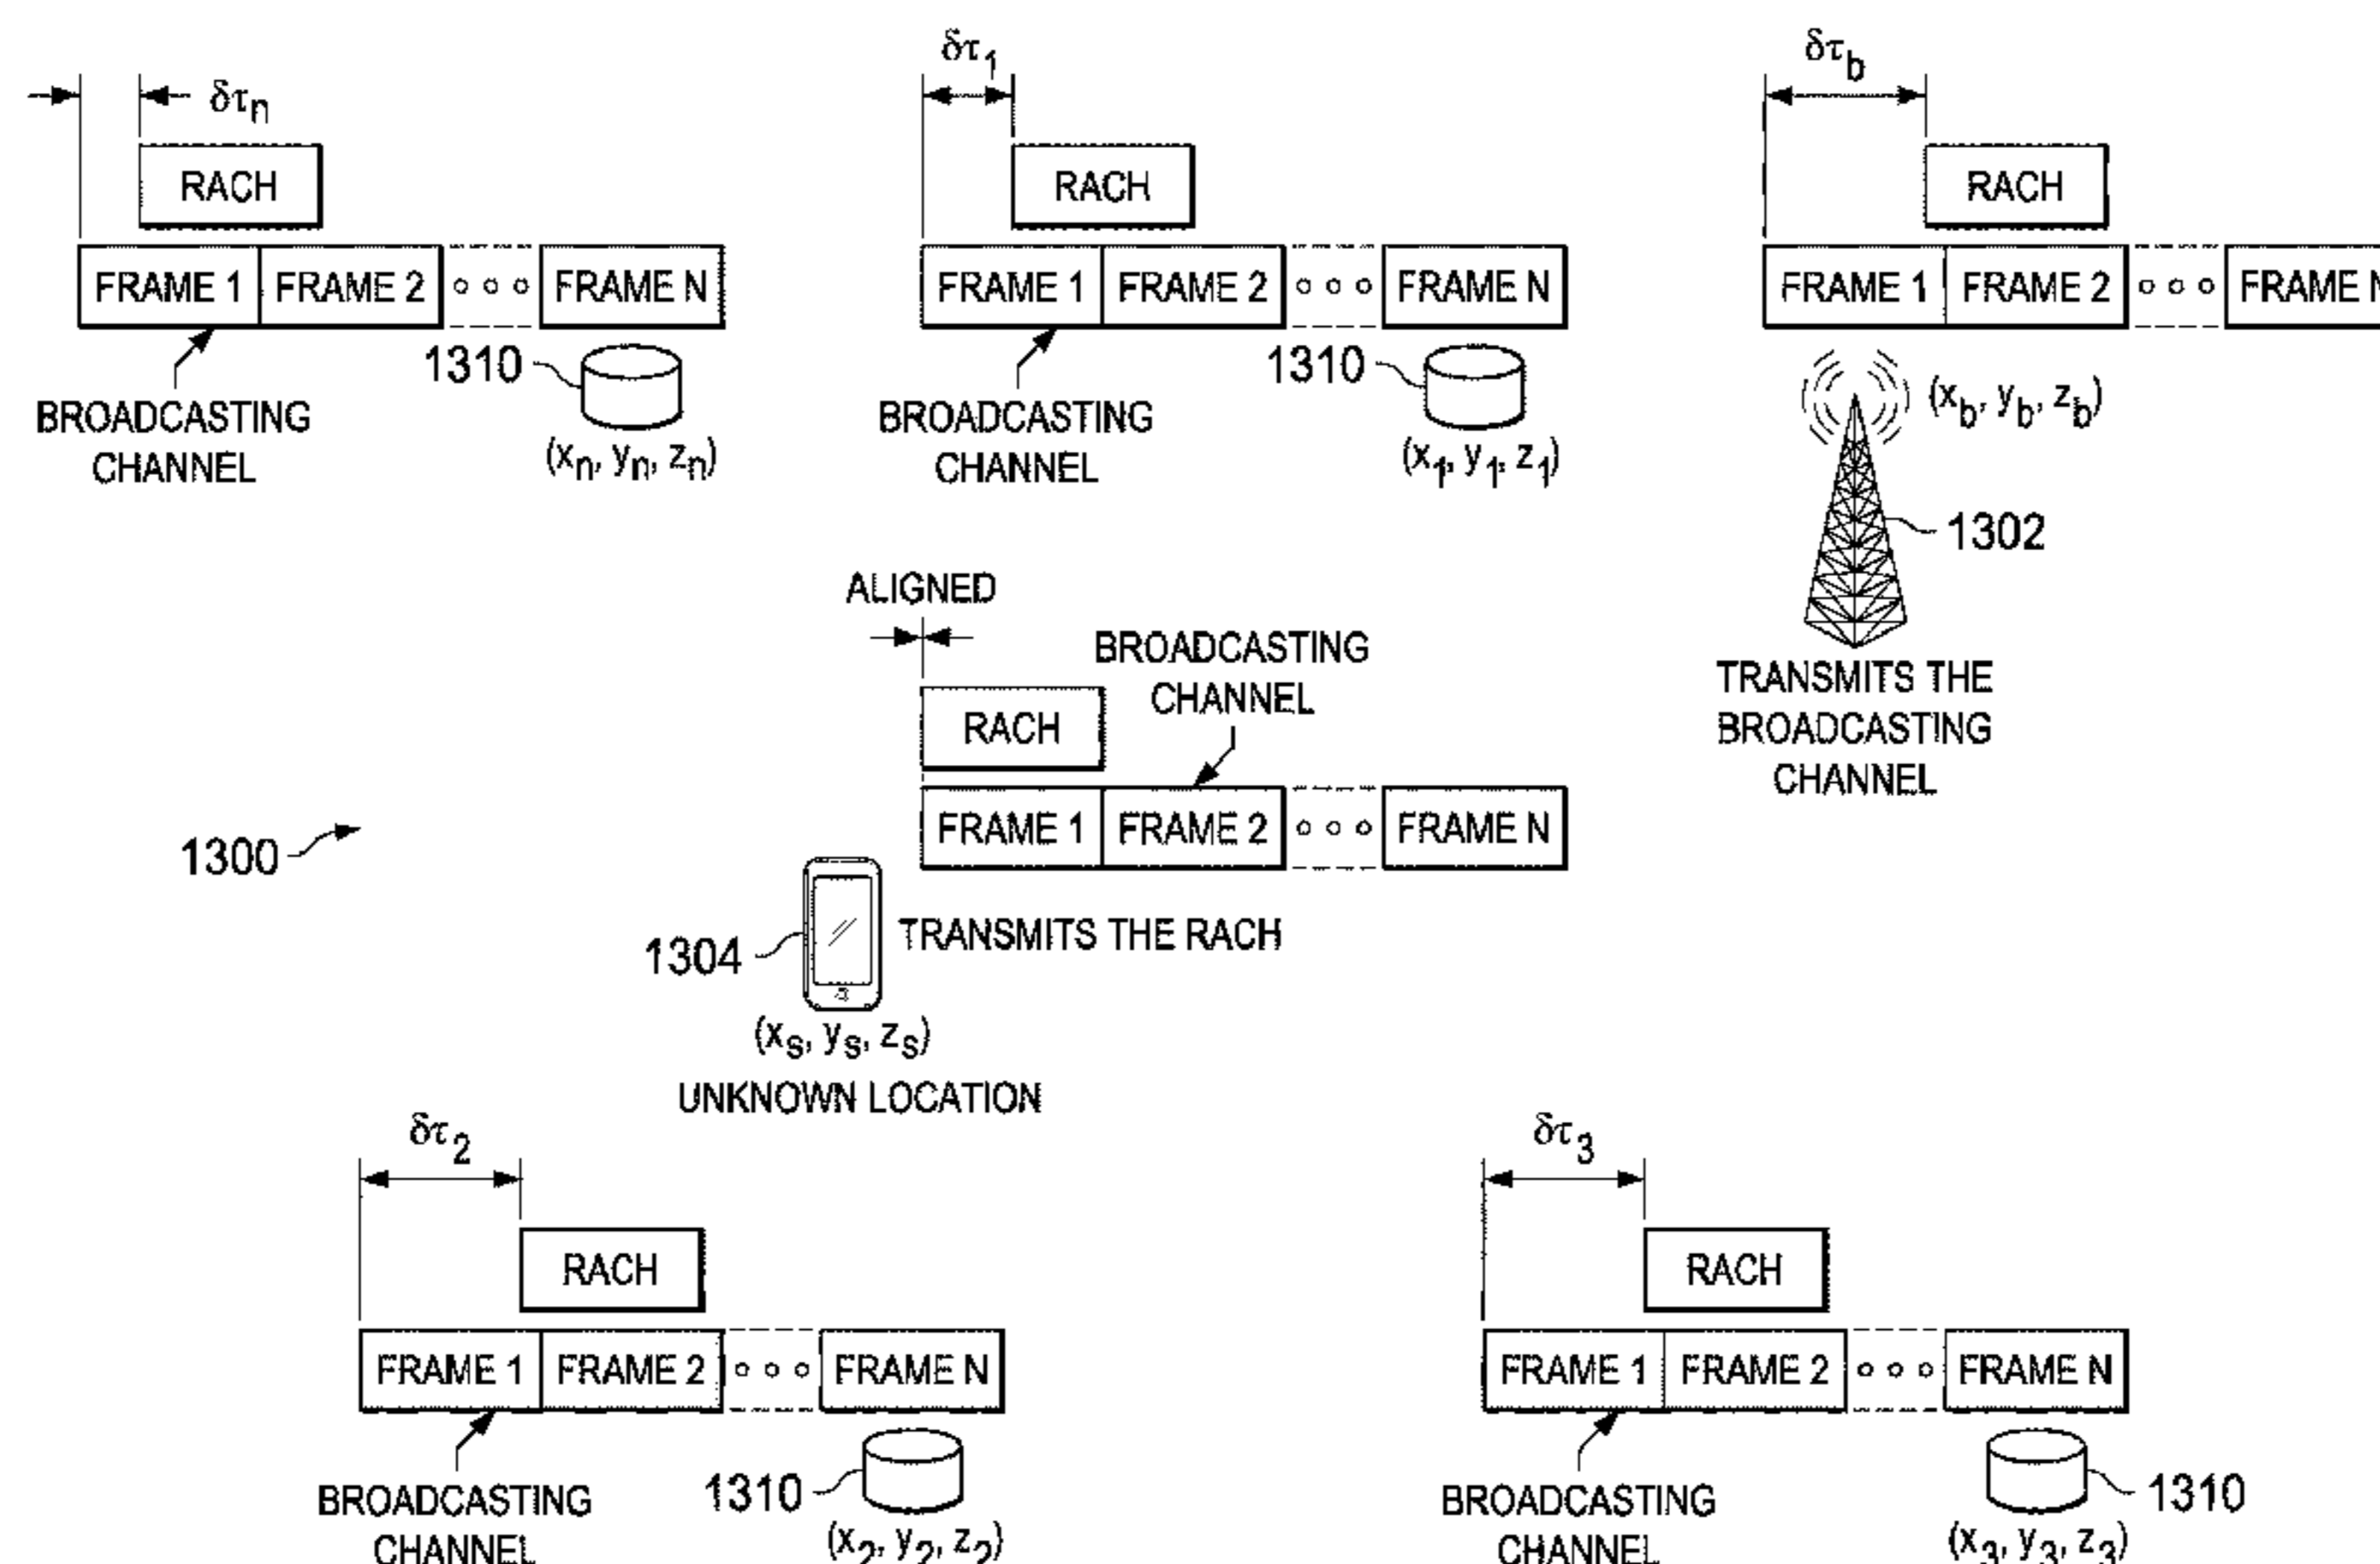 δτn
RACH
FRAME 1 FRAME 2 ∘ ∘ ∘ FRAME N
1310
BROADCASTING
CHANNEL
(xn, yn, zn)
δτ1
RACH
FRAME 1 FRAME 2 ∘ ∘ ∘ FRAME N
1310
BROADCASTING
CHANNEL
(x1, y1, z1)
δτb
RACH
FRAME 1 FRAME 2 ∘ ∘ ∘ FRAME N
(xb, yb, zb)
1302
TRANSMITS THE
BROADCASTING
CHANNEL
ALIGNED
BROADCASTING
CHANNEL
RACH
FRAME 1 FRAME 2 ∘ ∘ ∘ FRAME N
1300
1304
TRANSMITS THE RACH
(xs, ys, zs)
UNKNOWN LOCATION
δτ2
RACH
FRAME 1 FRAME 2 ∘ ∘ ∘ FRAME N
BROADCASTING
CHANNEL
1310
(x2, y2, z2)
δτ3
RACH
FRAME 1 FRAME 2 ∘ ∘ ∘ FRAME N
BROADCASTING
CHANNEL
1310
(x3, y3, z3)